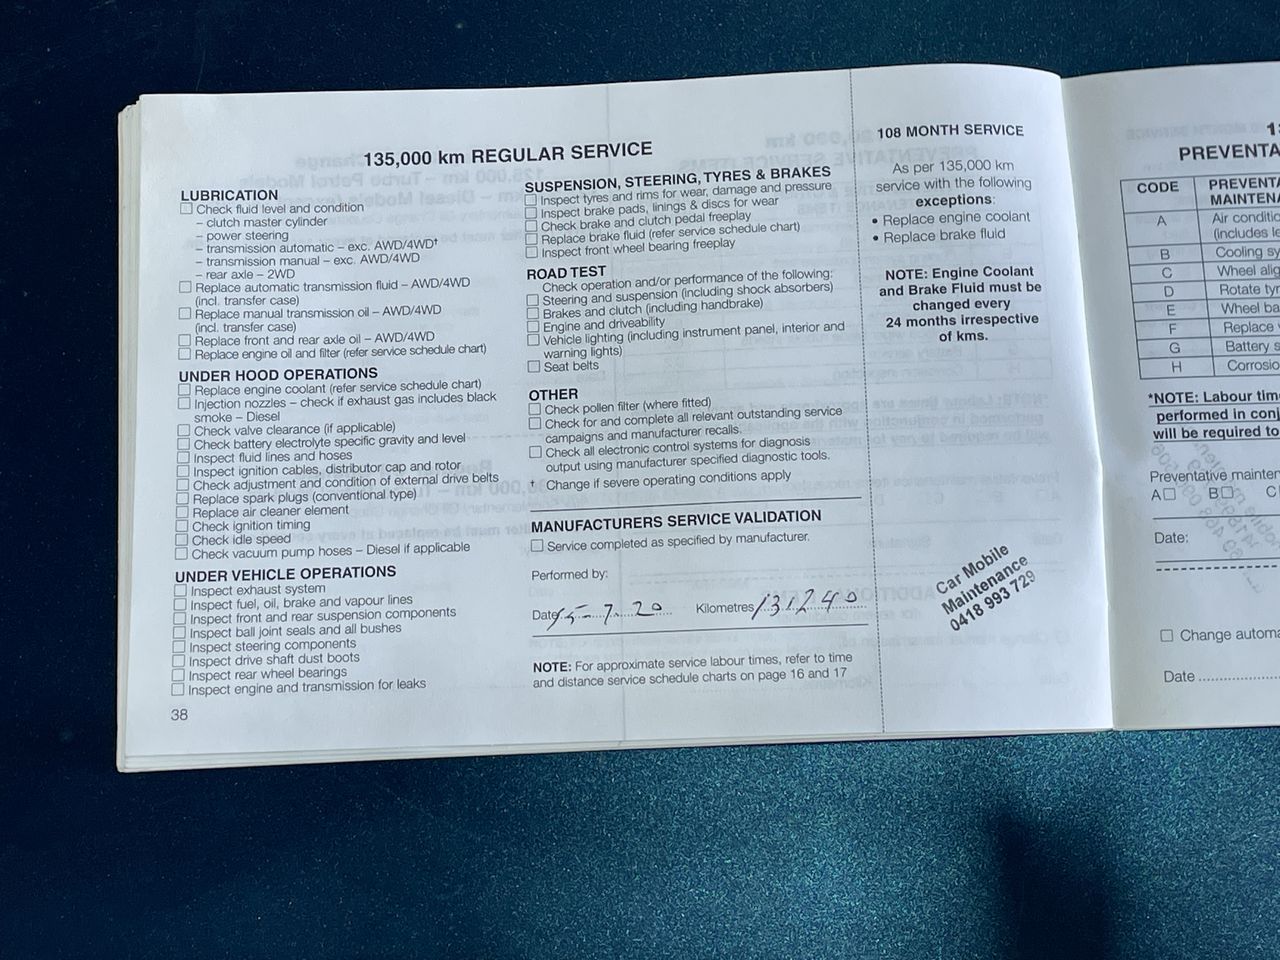 135,000 km REGULAR SERVICE
LUBRICATION
Check fluid level and condition
– clutch master cylinder
– power steering
– transmission automatic – exc. AWD/4WD†
– transmission manual – exc. AWD/4WD
– rear axle – 2WD
Replace automatic transmission fluid – AWD/4WD
(incl. transfer case)
Replace manual transmission oil – AWD/4WD
(incl. transfer case)
Replace front and rear axle oil – AWD/4WD
Replace engine oil and filter (refer service schedule chart)
UNDER HOOD OPERATIONS
Replace engine coolant (refer service schedule chart)
Injection nozzles – check if exhaust gas includes black
smoke – Diesel
Check valve clearance (if applicable)
Check battery electrolyte specific gravity and level
Inspect fluid lines and hoses
Inspect ignition cables, distributor cap and rotor
Check adjustment and condition of external drive belts
Replace spark plugs (conventional type)
Replace air cleaner element
Check ignition timing
Check idle speed
Check vacuum pump hoses – Diesel if applicable
UNDER VEHICLE OPERATIONS
Inspect exhaust system
Inspect fuel, oil, brake and vapour lines
Inspect front and rear suspension components
Inspect ball joint seals and all bushes
Inspect steering components
Inspect drive shaft dust boots
Inspect rear wheel bearings
Inspect engine and transmission for leaks
38
SUSPENSION, STEERING, TYRES & BRAKES
Inspect tyres and rims for wear, damage and pressure
Inspect brake pads, linings & discs for wear
Check brake and clutch pedal freeplay
Replace brake fluid (refer service schedule chart)
Inspect front wheel bearing freeplay
ROAD TEST
Check operation and/or performance of the following:
Steering and suspension (including shock absorbers)
Brakes and clutch (including handbrake)
Engine and driveability
Vehicle lighting (including instrument panel, interior and
warning lights)
Seat belts
OTHER
Check pollen filter (where fitted)
Check for and complete all relevant outstanding service
campaigns and manufacturer recalls.
Check all electronic control systems for diagnosis
output using manufacturer specified diagnostic tools.
† Change if severe operating conditions apply
MANUFACTURERS SERVICE VALIDATION
Service completed as specified by manufacturer.
Performed by:
Date 15-7.20 Kilometres 131240
NOTE: For approximate service labour times, refer to time
and distance service schedule charts on page 16 and 17
108 MONTH SERVICE
As per 135,000 km
service with the following
exceptions:
• Replace engine coolant
• Replace brake fluid
NOTE: Engine Coolant
and Brake Fluid must be
changed every
24 months irrespective
of kms.
Car Mobile
Maintenance
0418 993 729
PREVENTA
CODE PREVENTA
MAINTENA
A Air conditio
(includes le
B Cooling sy
C Wheel alig
D Rotate tyr
E Wheel ba
F Replace
G Battery s
H Corrosio
*NOTE: Labour tim
performed in conj
will be required to
Preventative mainten
A B C
Date:
Change automa
Date